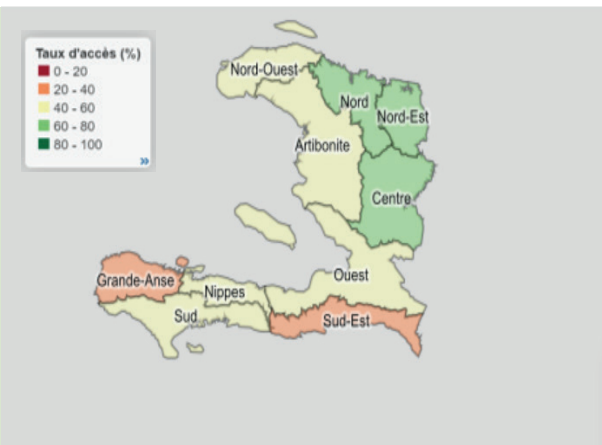 Taux d'accès (%)
0 - 20
20 - 40
40 - 60
60 - 80
80 - 100
»
Nord-Ouest
Nord
Nord-Est
Artibonite
Centre
Ouest
Grande-Anse
Nippes
Sud
Sud-Est